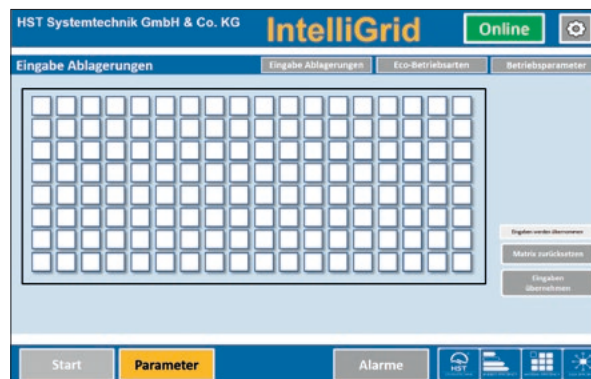 HST Systemtechnik GmbH & Co. KG
IntelliGrid
Online
Eingabe Ablagerungen
Eingabe Ablagerungen
Eco-Betriebsarten
Betriebsparameter
Eingaben werden übernommen
Matrix zurücksetzen
Eingaben
übernehmen
Start
Parameter
Alarme
HST